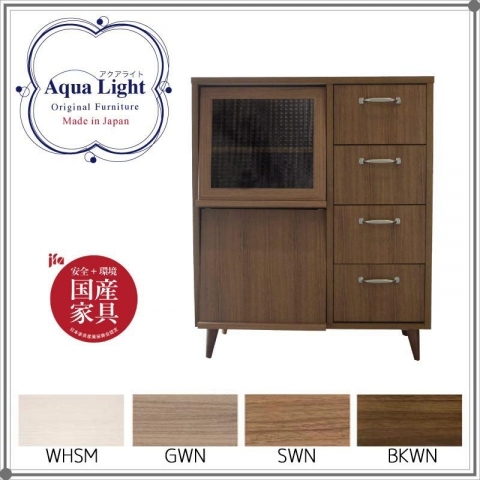 アクアライト
Aqua Light
Original Furniture
Made in Japan
jfa
安全+環境
国産
家具
WHSM
GWN
SWN
BKWN